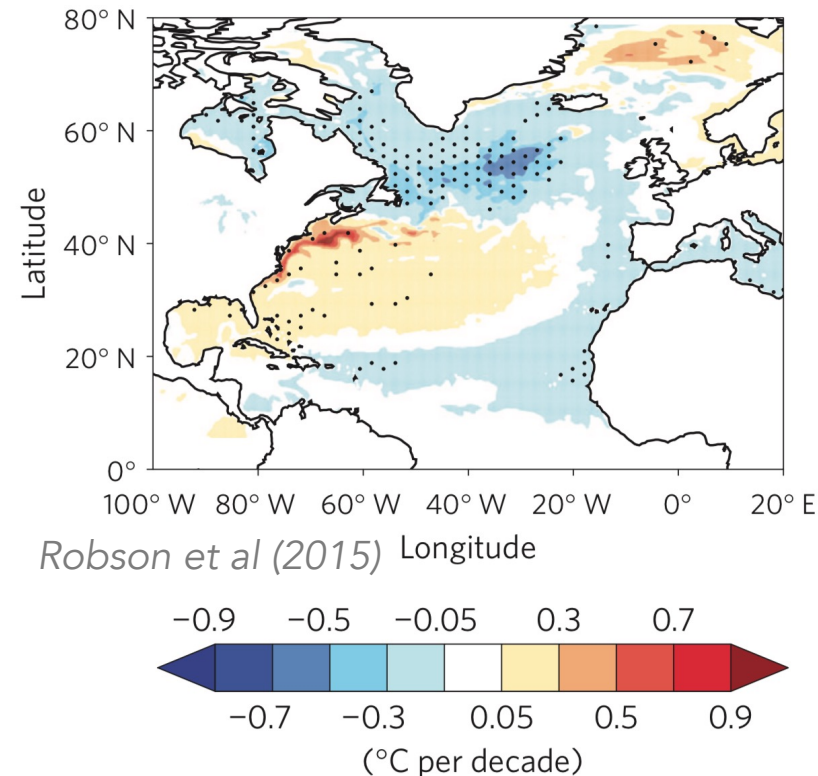 80° N
60° N
40° N
20° N
0°
Latitude
100° W 80° W 60° W 40° W 20° W 0° 20° E
Robson et al (2015) Longitude
−0.9 −0.5 −0.05 0.3 0.7
−0.7 −0.3 0.05 0.5 0.9
(°C per decade)